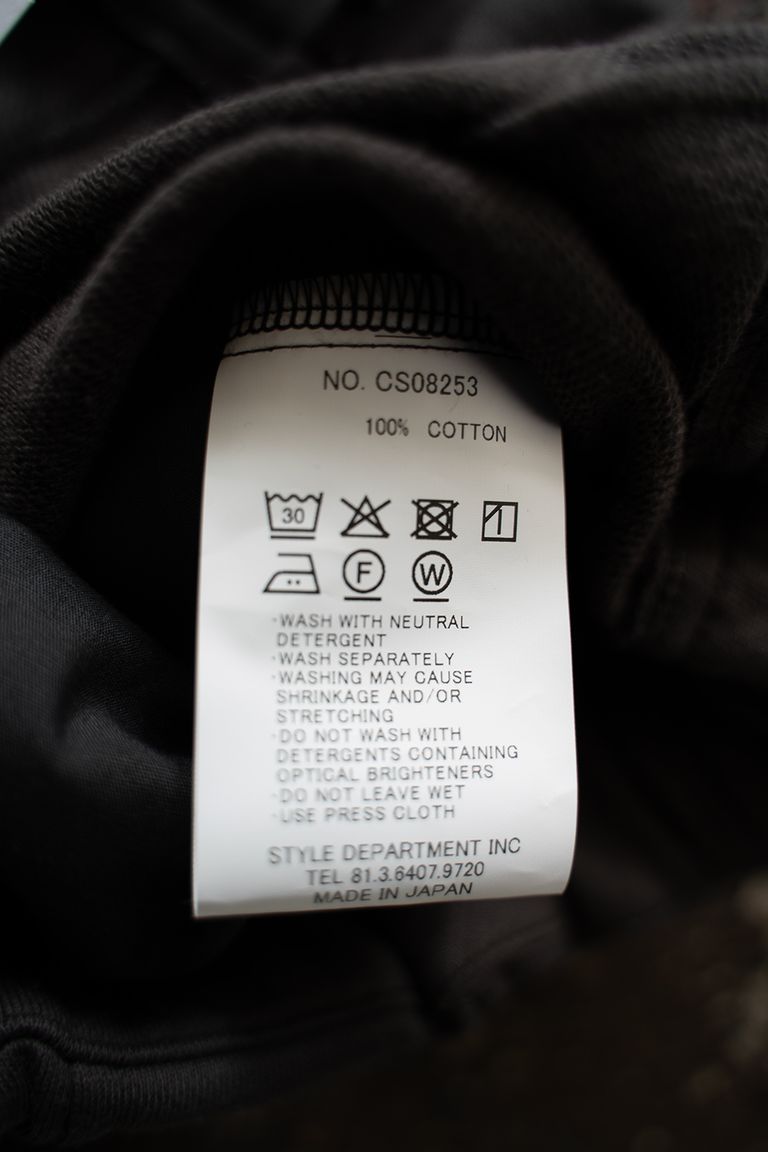 NO. CS08253
100% COTTON
30
F W
·WASH WITH NEUTRAL
DETERGENT
·WASH SEPARATELY
·WASHING MAY CAUSE
SHRINKAGE AND/OR
STRETCHING
·DO NOT WASH WITH
DETERGENTS CONTAINING
OPTICAL BRIGHTENERS
·DO NOT LEAVE WET
·USE PRESS CLOTH
STYLE DEPARTMENT INC
TEL 81.3.6407.9720
MADE IN JAPAN